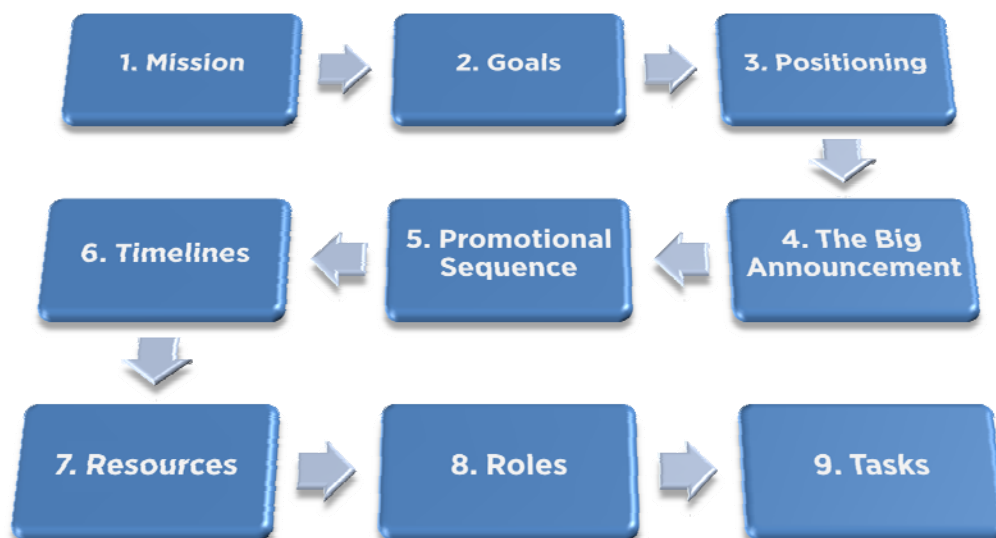 1. Mission
2. Goals
3. Positioning
4. The Big
Announcement
5. Promotional
Sequence
6. Timelines
7. Resources
8. Roles
9. Tasks